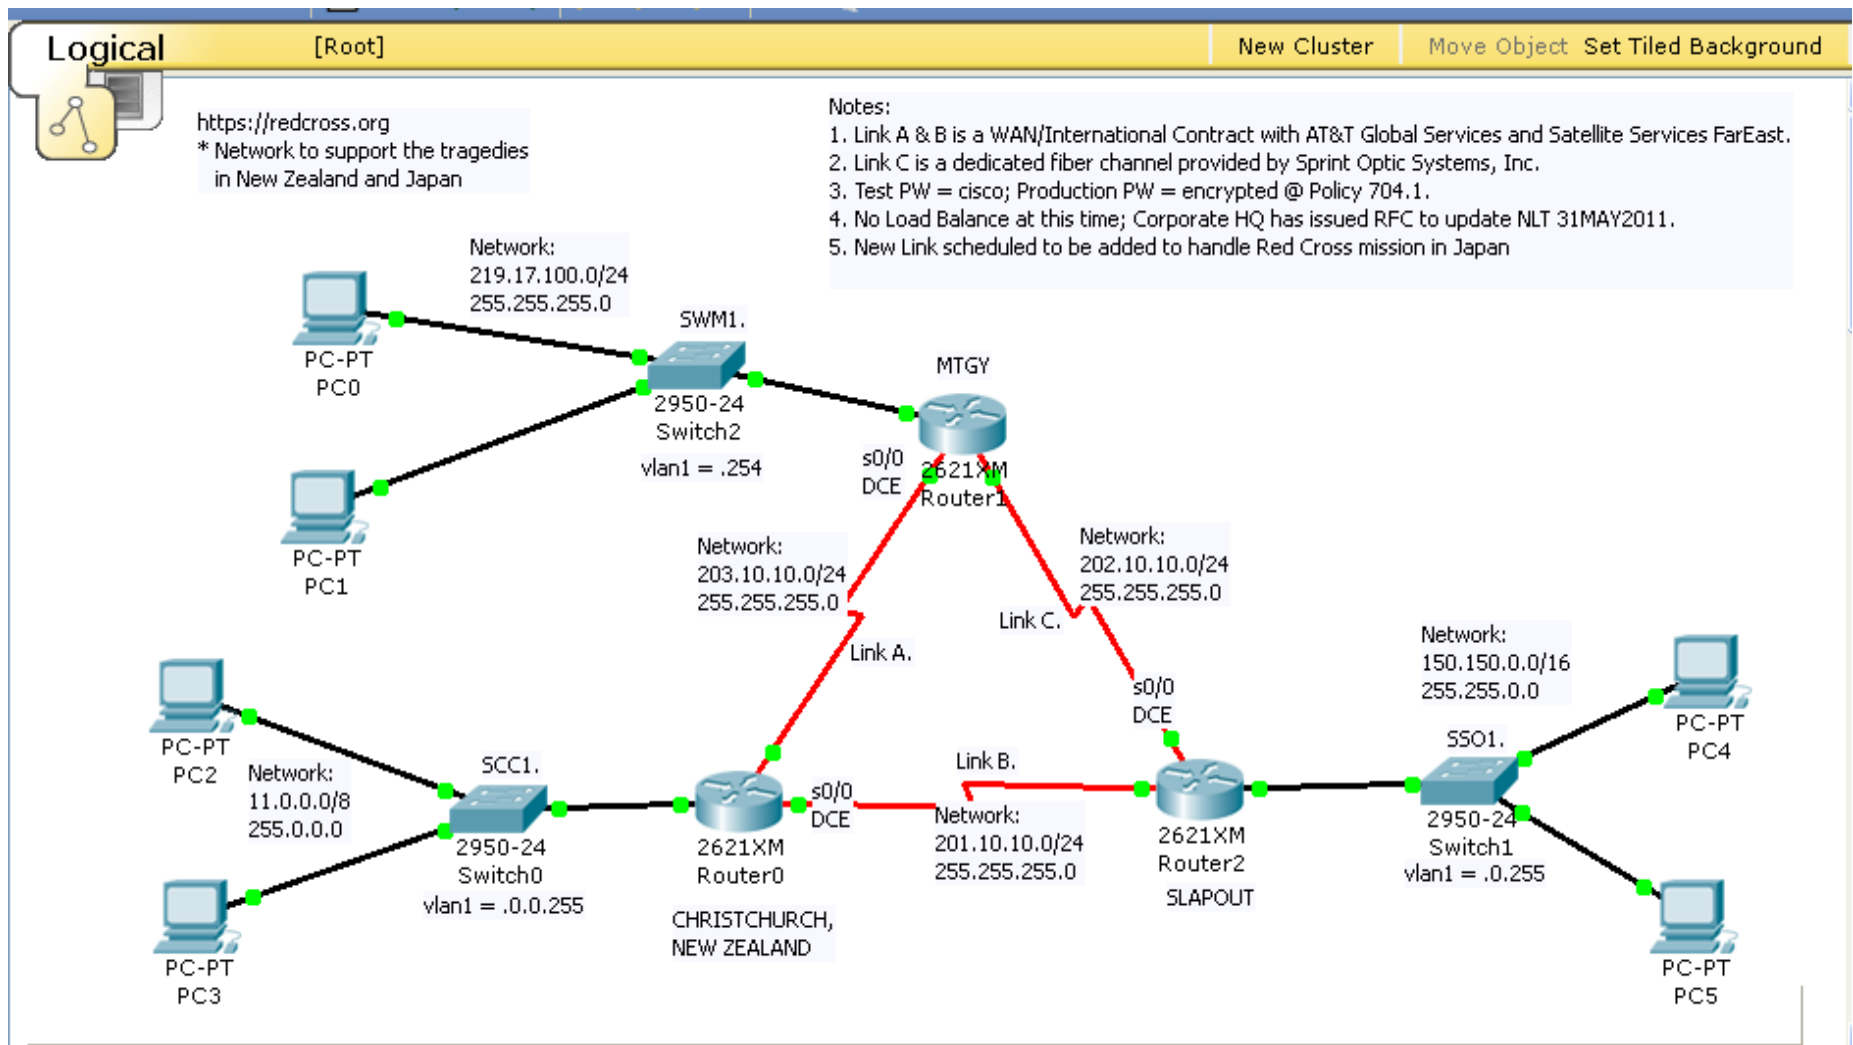 Logical
[Root]
New Cluster
Move Object
Set Tiled Background
https://redcross.org
* Network to support the tragedies
in New Zealand and Japan
Notes:
1. Link A & B is a WAN/International Contract with AT&T Global Services and Satellite Services FarEast.
2. Link C is a dedicated fiber channel provided by Sprint Optic Systems, Inc.
3. Test PW = cisco; Production PW = encrypted @ Policy 704.1.
4. No Load Balance at this time; Corporate HQ has issued RFC to update NLT 31MAY2011.
5. New Link scheduled to be added to handle Red Cross mission in Japan
Network:
219.17.100.0/24
255.255.255.0
PC-PT
PC0
SWM1.
2950-24
Switch2
vlan1 = .254
MTGY
s0/0
DCE
2621XM
Router1
PC-PT
PC1
Network:
203.10.10.0/24
255.255.255.0
Link A.
Network:
202.10.10.0/24
255.255.255.0
Link C.
s0/0
DCE
Network:
150.150.0.0/16
255.255.0.0
PC-PT
PC4
PC-PT
PC2
Network:
11.0.0.0/8
255.0.0.0
SCC1.
2950-24
Switch0
vlan1 = .0.0.255
s0/0
DCE
2621XM
Router0
CHRISTCHURCH,
NEW ZEALAND
Link B.
Network:
201.10.10.0/24
255.255.255.0
2621XM
Router2
SLAPOUT
SSO1.
2950-24
Switch1
vlan1 = .0.255
PC-PT
PC3
PC-PT
PC5